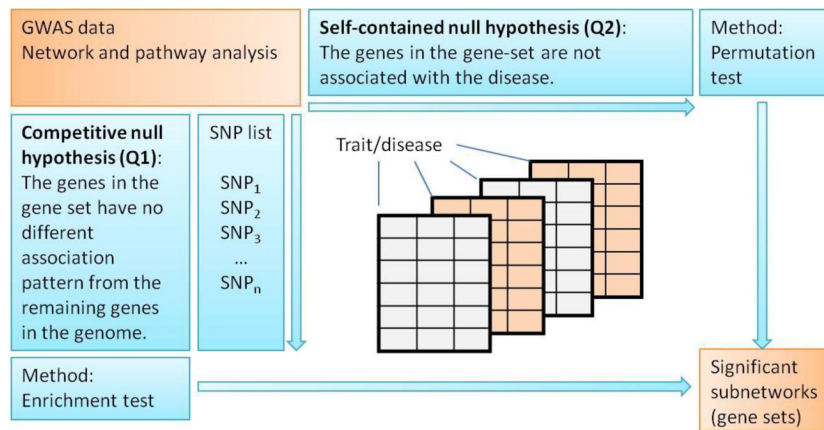 GWAS data
Network and pathway analysis
Self-contained null hypothesis (Q2):
The genes in the gene-set are not
associated with the disease.
Method:
Permutation
test
Competitive null
hypothesis (Q1):
The genes in the
gene set have no
different
association
pattern from the
remaining genes
in the genome.
SNP list
SNP₁
SNP₂
SNP₃
...
SNPₙ
Trait/disease
Method:
Enrichment test
Significant
subnetworks
(gene sets)